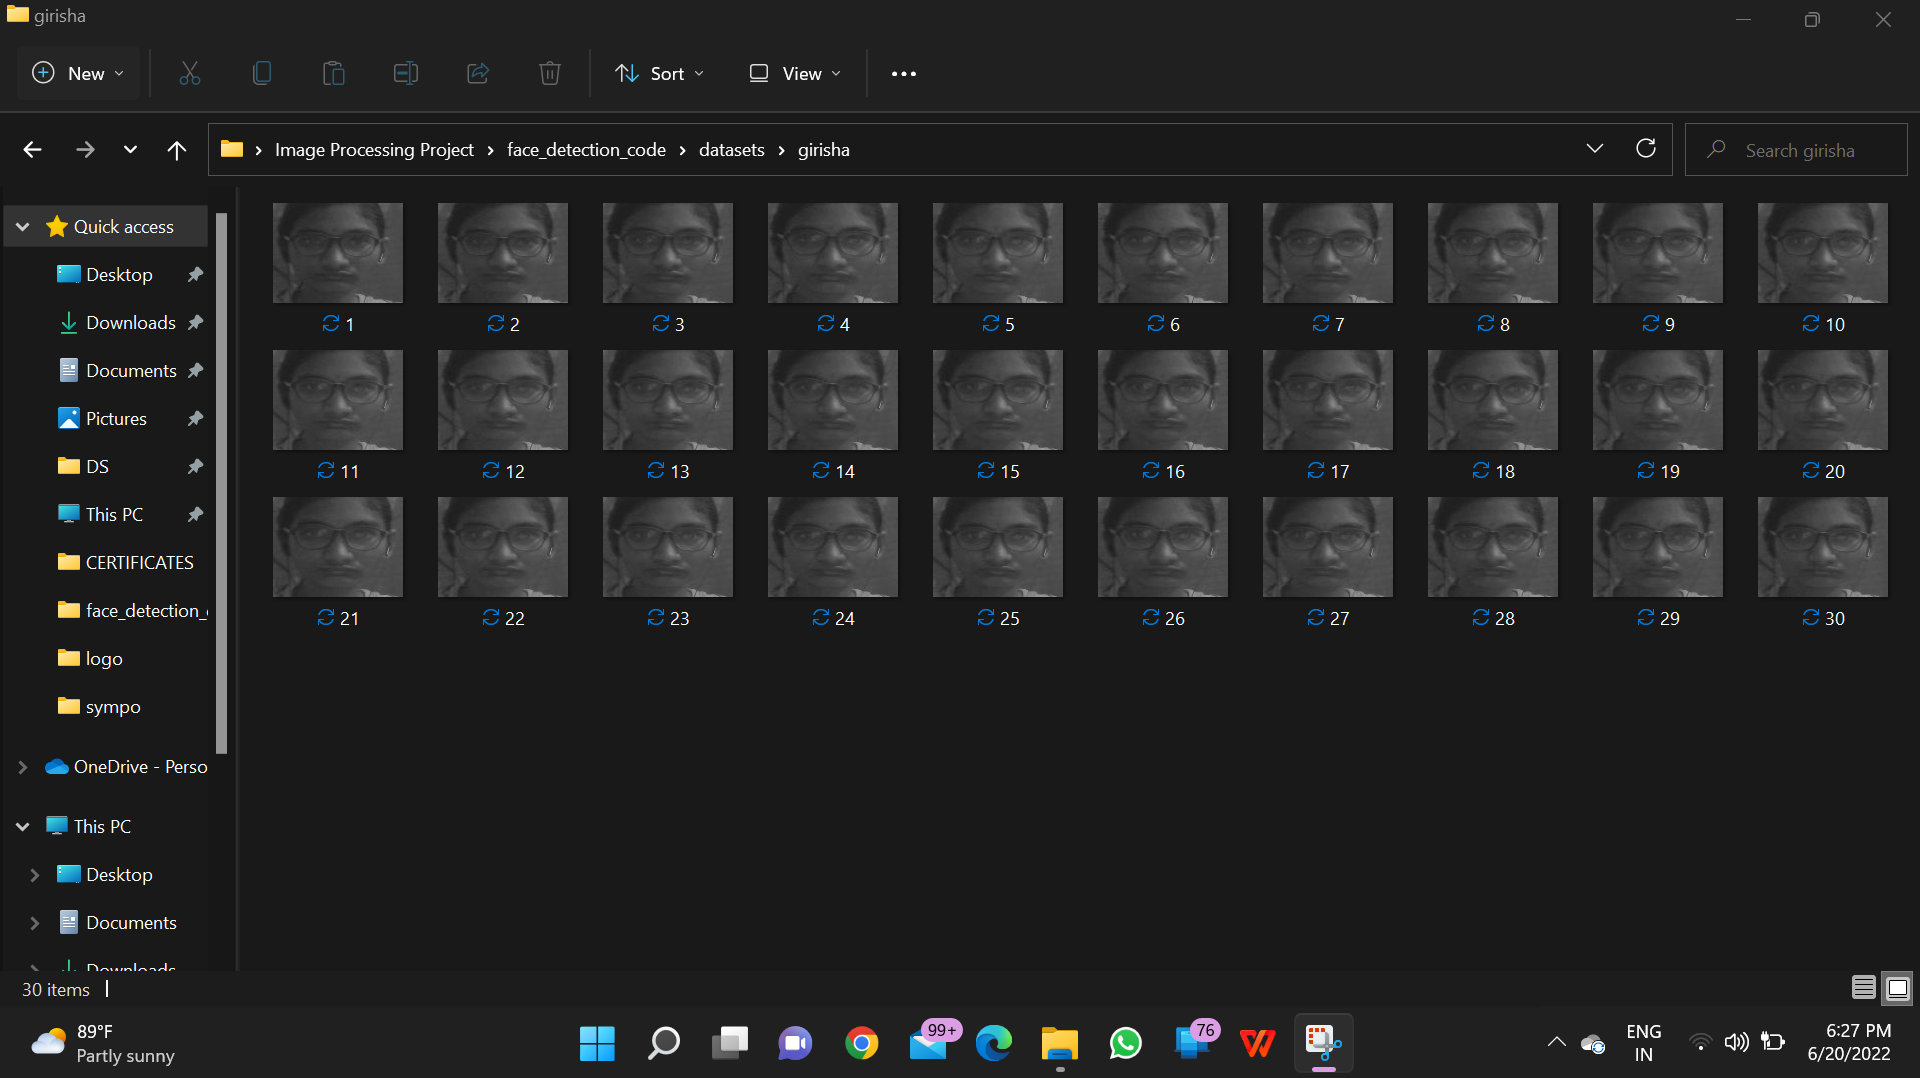 girisha
New
Sort
View
Image Processing Project > face_detection_code > datasets > girisha
Search girisha
Quick access
Desktop
Downloads
Documents
Pictures
DS
This PC
CERTIFICATES
face_detection_
logo
sympo
OneDrive - Perso
This PC
Desktop
Documents
Downloads
1 2 3 4 5 6 7 8 9 10
11 12 13 14 15 16 17 18 19 20
21 22 23 24 25 26 27 28 29 30
30 items
89°F
Partly sunny
99+
76
ENG
IN
6:27 PM
6/20/2022